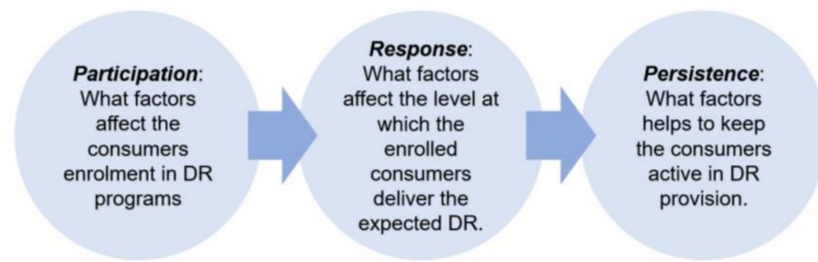 Participation:
What factors
affect the
consumers
enrolment in DR
programs
Response:
What factors
affect the level at
which the
enrolled
consumers
deliver the
expected DR.
Persistence:
What factors
helps to keep
the consumers
active in DR
provision.